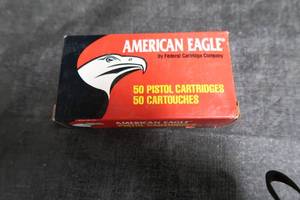 AMERICAN EAGLE®
By Federal Cartridge Company
50 PISTOL CARTRIDGES
50 CARTOUCHES
AMERICAN EAGLE